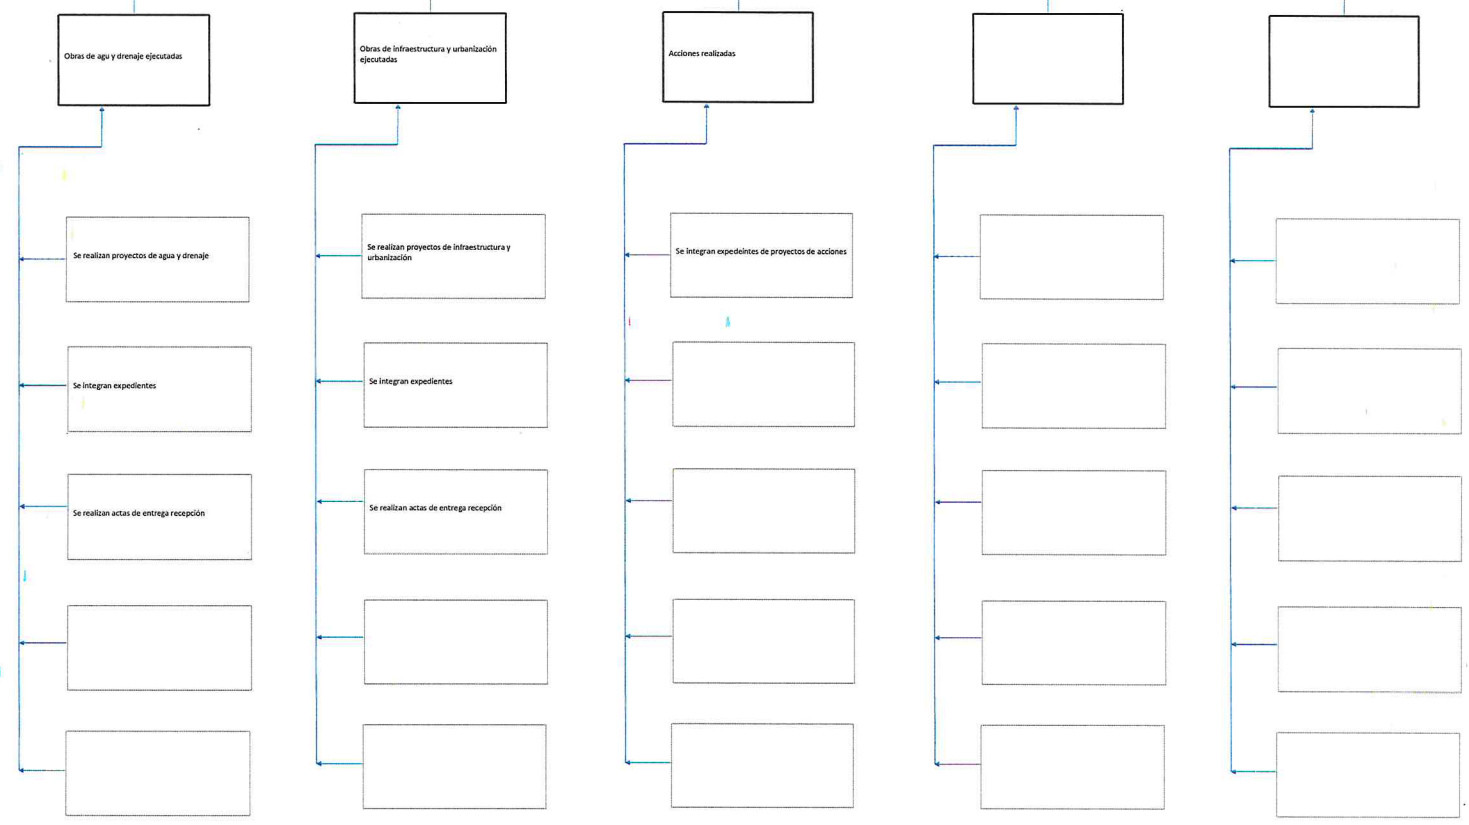 Obras de agu y drenaje ejecutadas
Obras de infraestructura y urbanización
ejecutadas
Acciones realizadas
Se realizan proyectos de agua y drenaje
Se realizan proyectos de infraestructura y
urbanización
Se integran expedeintes de proyectos de acciones
Se integran expedientes
Se integran expedientes
Se realizan actas de entrega recepción
Se realizan actas de entrega recepción